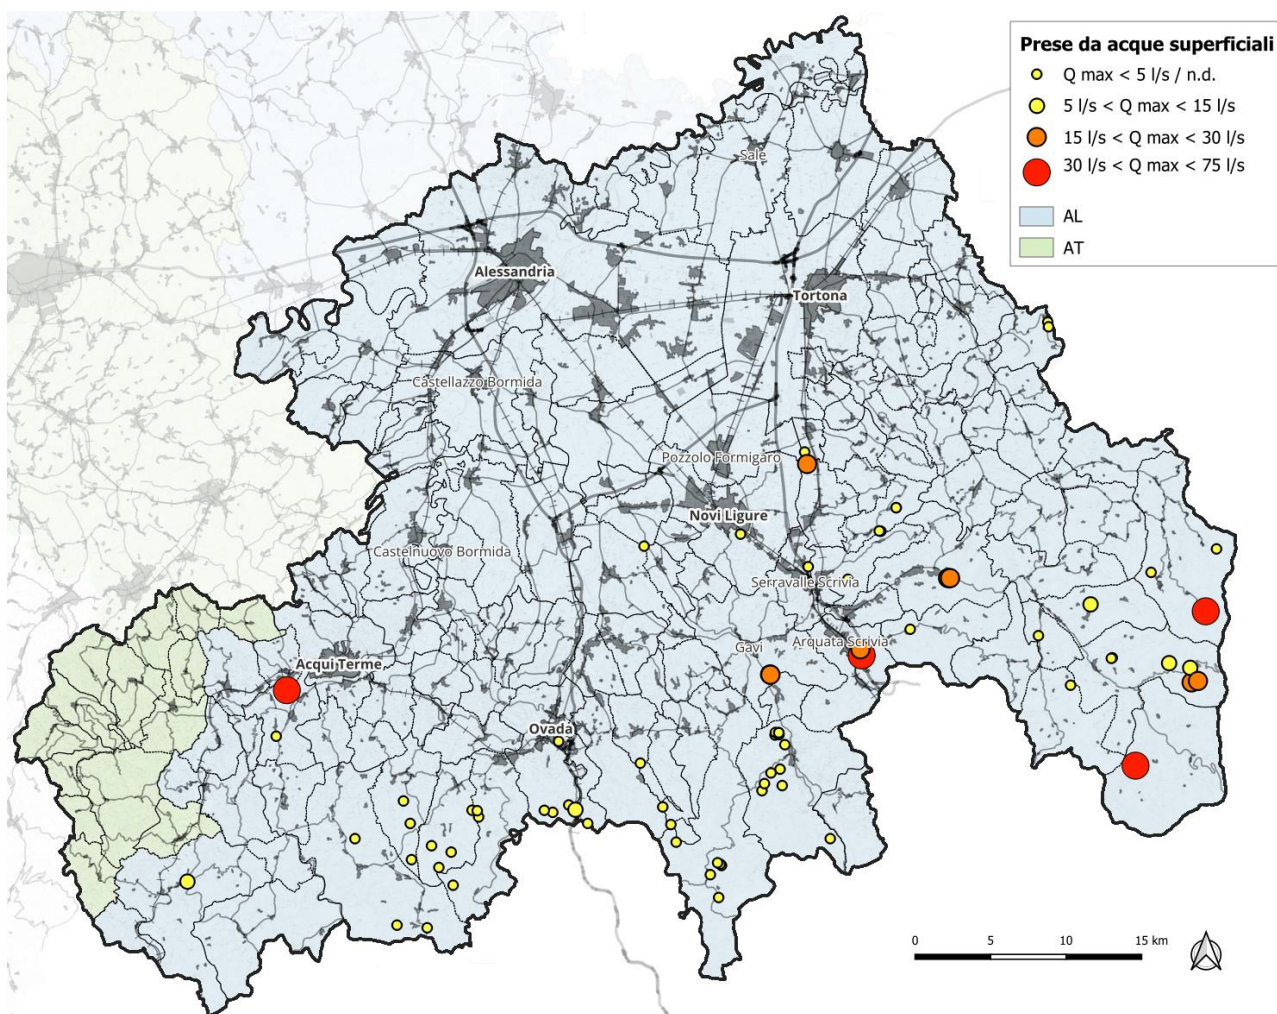 Prese da acque superficiali
Q max < 5 l/s / n.d.
5 l/s < Q max < 15 l/s
15 l/s < Q max < 30 l/s
30 l/s < Q max < 75 l/s
AL
AT
Sale
Alessandria
Tortona
Castellazzo Bormida
Pozzolo Formigaro
Novi Ligure
Castelnuovo Bormida
Serravalle Scrivia
Arquata Scrivia
Gavi
Acqui Terme
Ovada
0 5 10 15 km